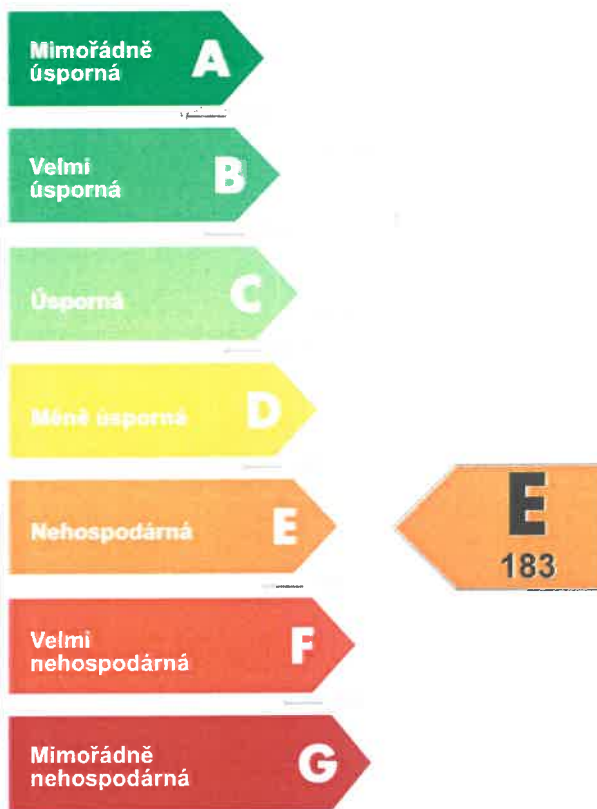 Mimořádně
úsporná
A
Velmi
úsporná
B
Úsporná
C
Méně úsporná
D
Nehospodárná
E
E
183
Velmi
nehospodárná
F
Mimořádně
nehospodárná
G